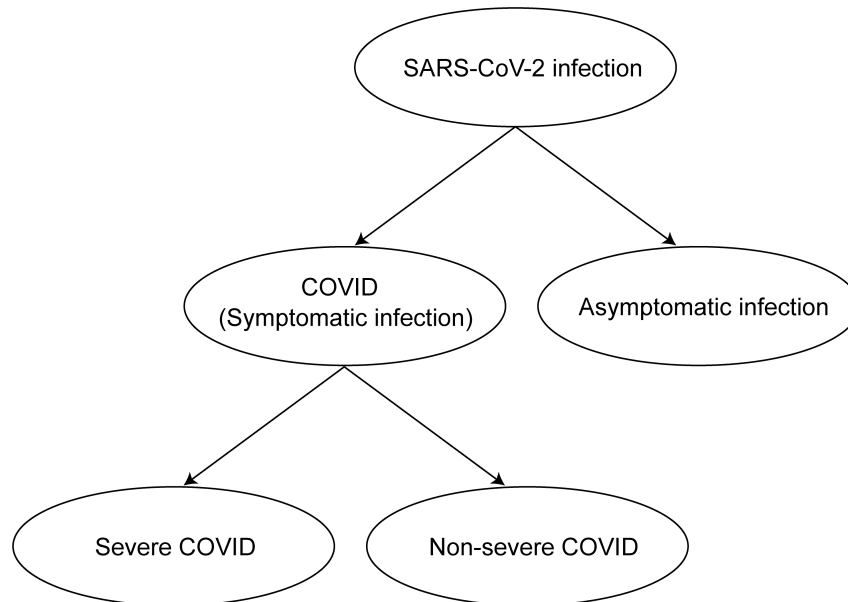 SARS-CoV-2 infection
COVID
(Symptomatic infection)
Asymptomatic infection
Severe COVID
Non-severe COVID